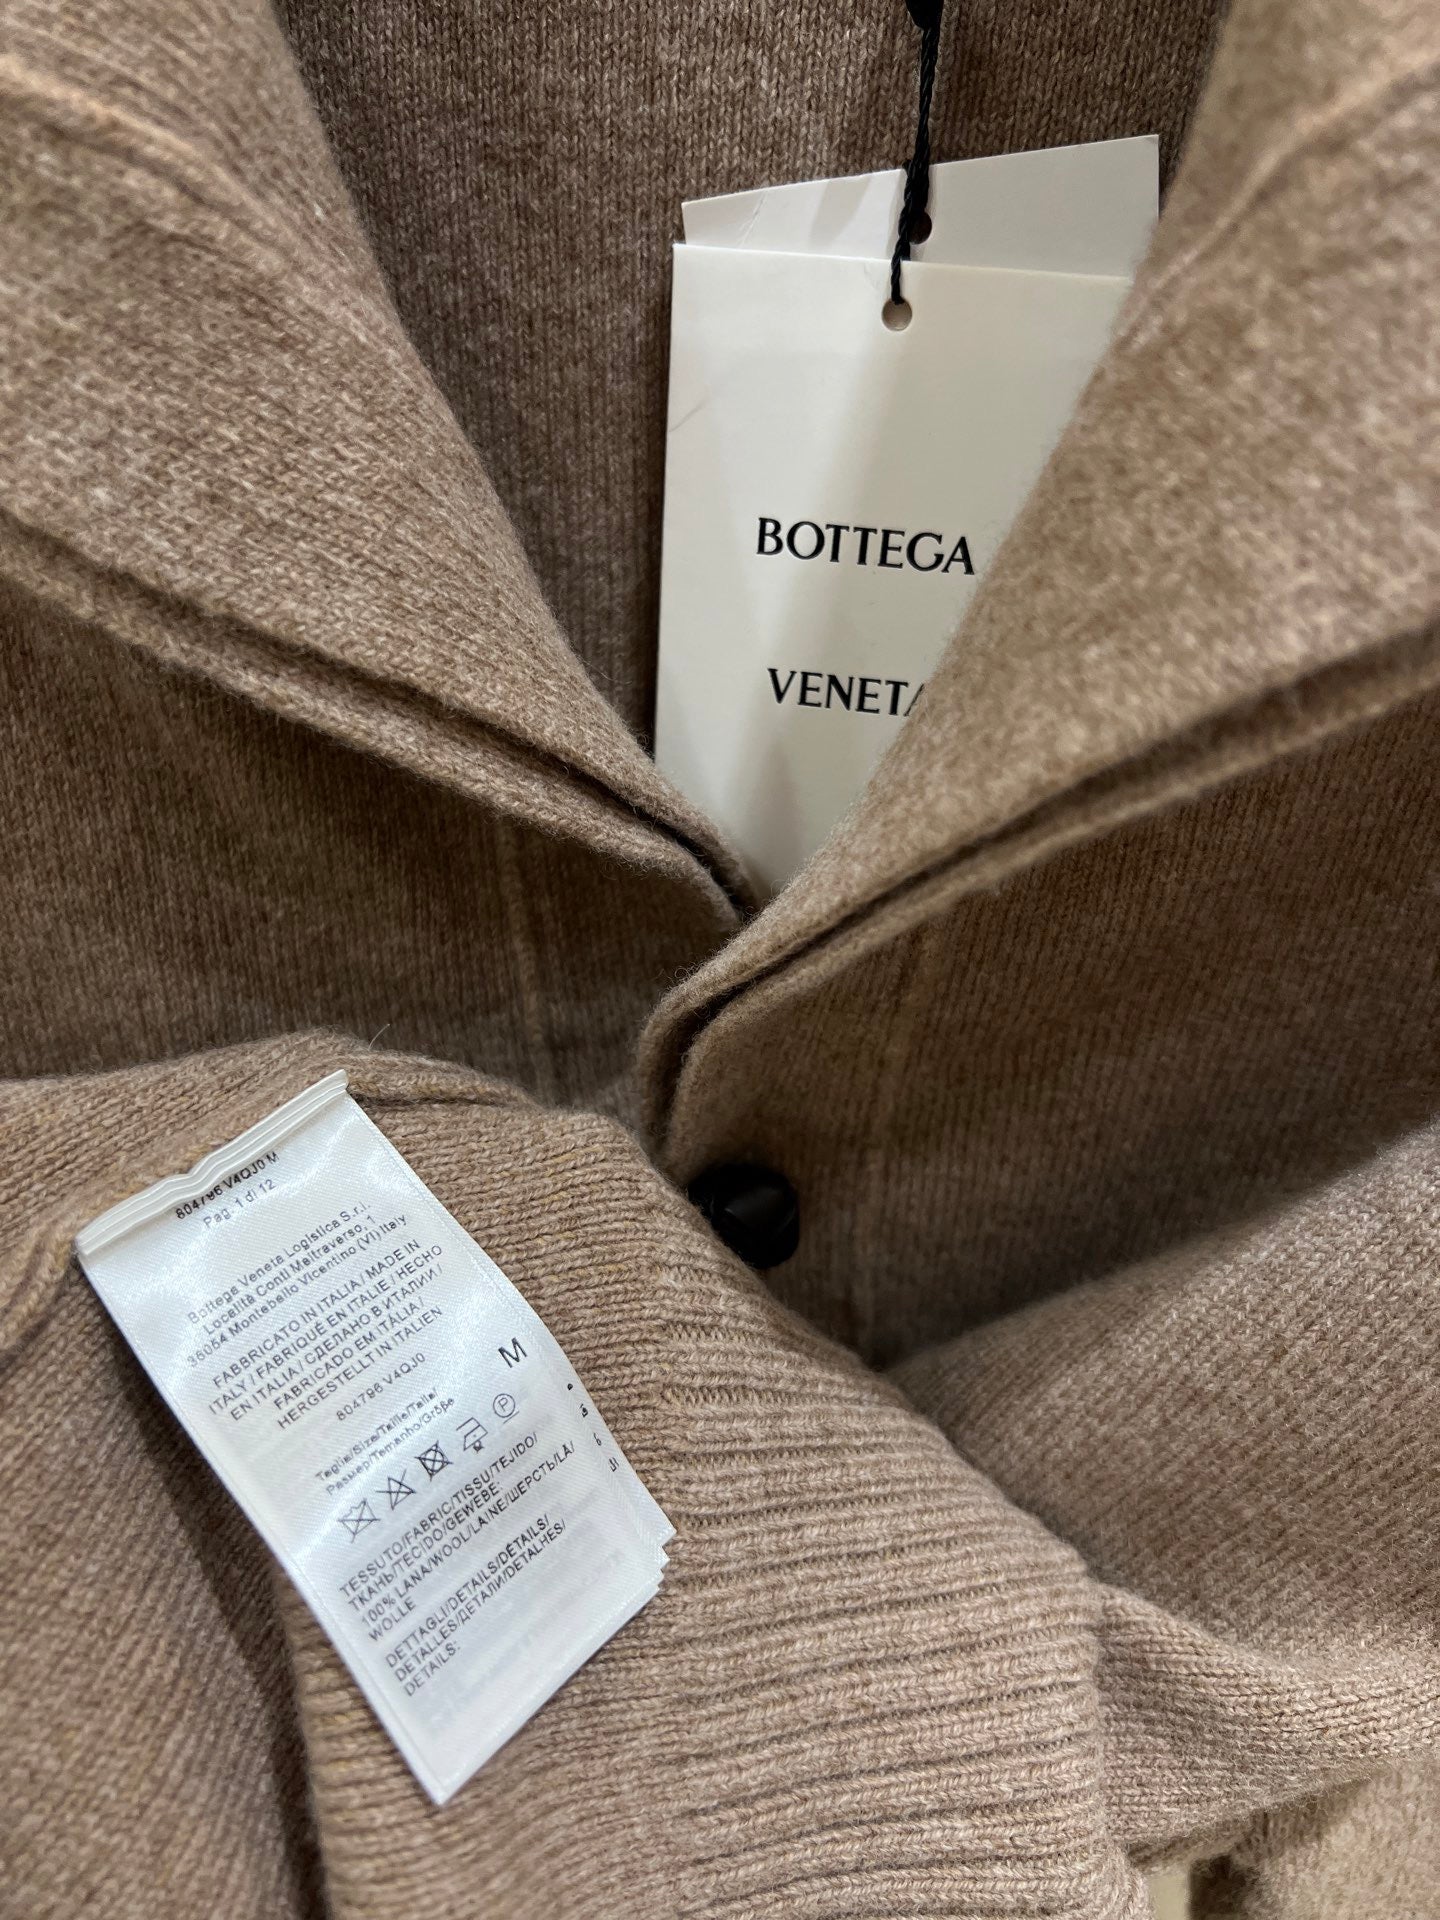 BOTTEGA
VENETA
804796 V4QJ0 M
Pag. 1 di 12
Bottega Veneta Logistica S.r.l.
Località Conti Maltraverso, 1
36054 Montebello Vicentino (VI) Italy
FABBRICATO IN ITALIA / MADE IN
ITALY / FABRIQUÉ EN ITALIE / HECHO
EN ITALIA / СДЕЛАНО В ИТАЛИИ /
FABRICADO EM ITÁLIA /
HERGESTELLT IN ITALIEN
804796 V4QJ0
Taglia/Size/Taille/Talla/
Размер/Tamanho/Größe
M
P
TESSUTO/FABRIC/TISSU/TEJIDO/
ТКАНЬ/TECIDO/GEWEBE:
100% LANA/WOOL/LAINE/ШЕРСТЬ/LÃ/
WOLLE
DETTAGLI/DETAILS/DÉTAILS/
DETALLES/ДЕТАЛИ/DETALHES/
DETAILS: